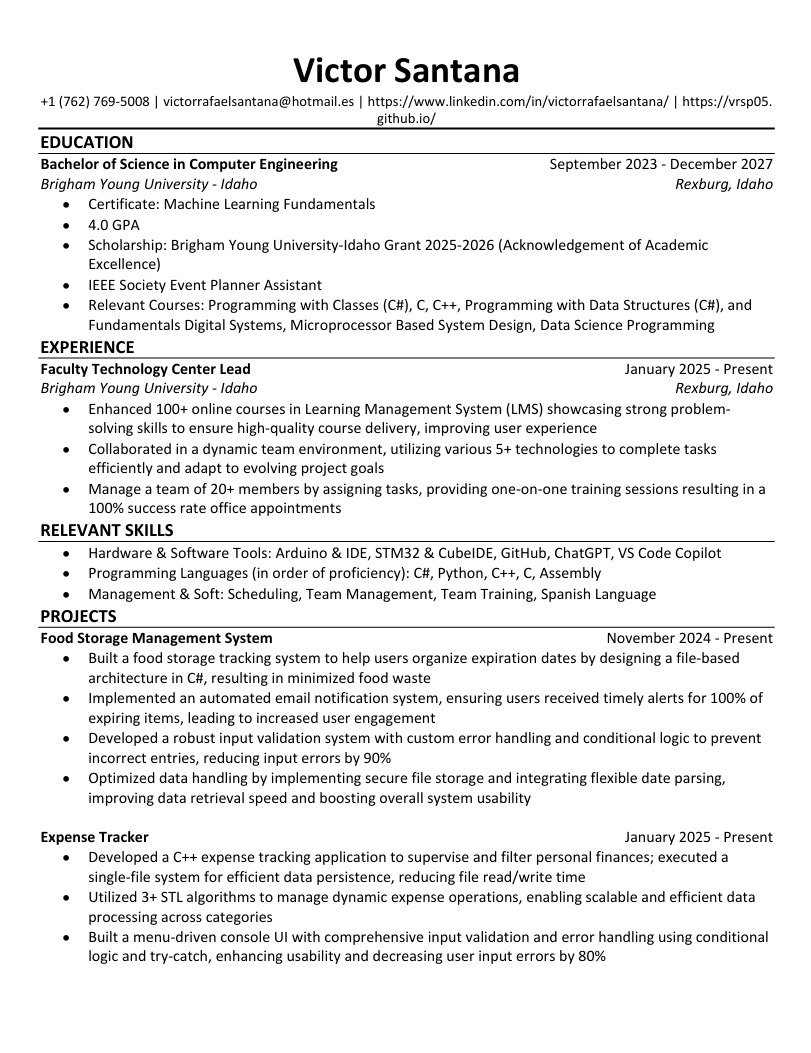 Victor Santana
+1 (762) 769-5008 | victorrafaelsantana@hotmail.es | https://www.linkedin.com/in/victorrafaelsantana/ | https://vrsp05.
github.io/
EDUCATION
Bachelor of Science in Computer Engineering September 2023 - December 2027
Brigham Young University - Idaho Rexburg, Idaho
• Certificate: Machine Learning Fundamentals
• 4.0 GPA
• Scholarship: Brigham Young University-Idaho Grant 2025-2026 (Acknowledgement of Academic
Excellence)
• IEEE Society Event Planner Assistant
• Relevant Courses: Programming with Classes (C#), C, C++, Programming with Data Structures (C#), and
Fundamentals Digital Systems, Microprocessor Based System Design, Data Science Programming
EXPERIENCE
Faculty Technology Center Lead January 2025 - Present
Brigham Young University - Idaho Rexburg, Idaho
• Enhanced 100+ online courses in Learning Management System (LMS) showcasing strong problem-
solving skills to ensure high-quality course delivery, improving user experience
• Collaborated in a dynamic team environment, utilizing various 5+ technologies to complete tasks
efficiently and adapt to evolving project goals
• Manage a team of 20+ members by assigning tasks, providing one-on-one training sessions resulting in a
100% success rate office appointments
RELEVANT SKILLS
• Hardware & Software Tools: Arduino & IDE, STM32 & CubeIDE, GitHub, ChatGPT, VS Code Copilot
• Programming Languages (in order of proficiency): C#, Python, C++, C, Assembly
• Management & Soft: Scheduling, Team Management, Team Training, Spanish Language
PROJECTS
Food Storage Management System November 2024 - Present
• Built a food storage tracking system to help users organize expiration dates by designing a file-based
architecture in C#, resulting in minimized food waste
• Implemented an automated email notification system, ensuring users received timely alerts for 100% of
expiring items, leading to increased user engagement
• Developed a robust input validation system with custom error handling and conditional logic to prevent
incorrect entries, reducing input errors by 90%
• Optimized data handling by implementing secure file storage and integrating flexible date parsing,
improving data retrieval speed and boosting overall system usability
Expense Tracker January 2025 - Present
• Developed a C++ expense tracking application to supervise and filter personal finances; executed a
single-file system for efficient data persistence, reducing file read/write time
• Utilized 3+ STL algorithms to manage dynamic expense operations, enabling scalable and efficient data
processing across categories
• Built a menu-driven console UI with comprehensive input validation and error handling using conditional
logic and try-catch, enhancing usability and decreasing user input errors by 80%